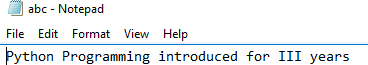 abc - Notepad
File Edit Format View Help
Python Programming introduced for III years